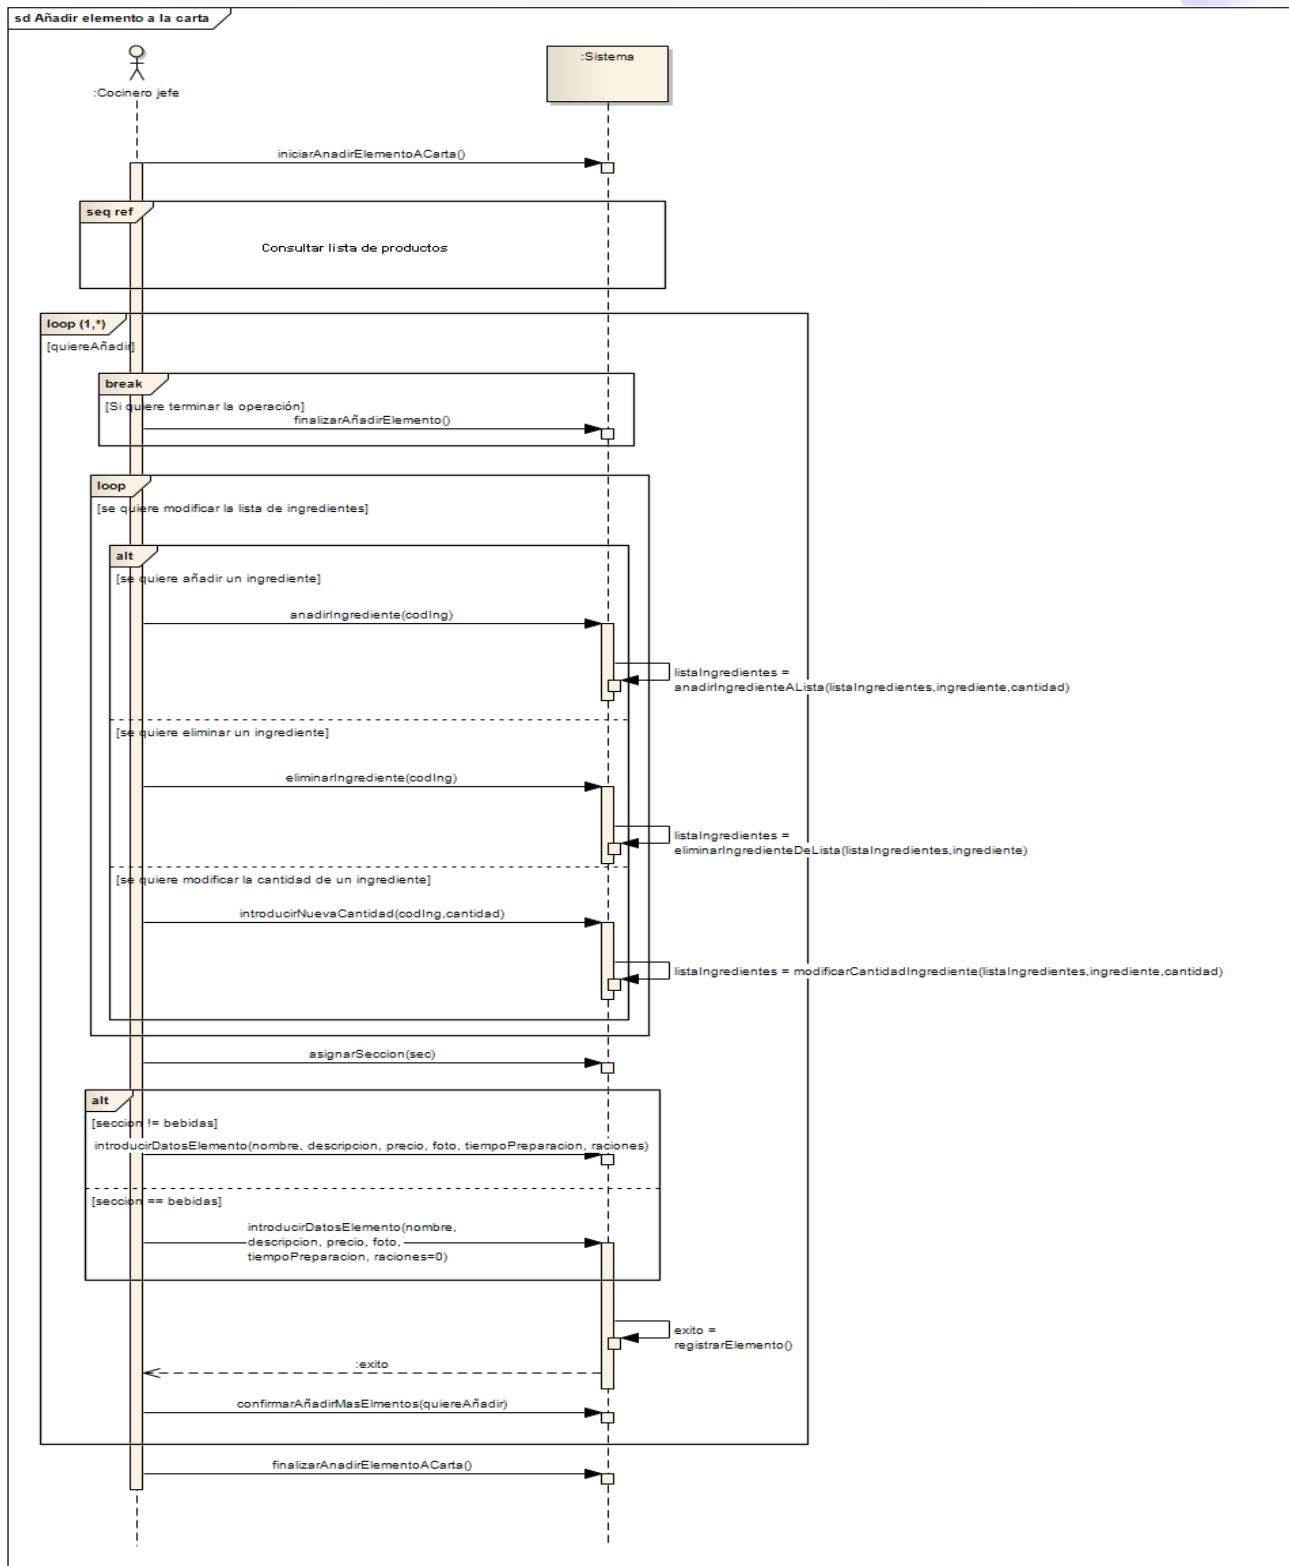 sd Añadir elemento a la carta
:Cocinero jefe
:Sistema
iniciarAnadirElementoACarta()
seq ref
Consultar lista de productos
loop (1,*)
[quiereAñadir]
break
[Si quiere terminar la operación]
finalizarAñadirElemento()
loop
[se quiere modificar la lista de ingredientes]
alt
[se quiere añadir un ingrediente]
anadirIngrediente(codIng)
listaIngredientes =
anadirIngredienteALista(listaIngredientes,ingrediente,cantidad)
[se quiere eliminar un ingrediente]
eliminarIngrediente(codIng)
listaIngredientes =
eliminarIngredienteDeLista(listaIngredientes,ingrediente)
[se quiere modificar la cantidad de un ingrediente]
introducirNuevaCantidad(codIng,cantidad)
listaIngredientes = modificarCantidadIngrediente(listaIngredientes,ingrediente,cantidad)
asignarSeccion(sec)
alt
[seccion != bebidas]
introducirDatosElemento(nombre, descripcion, precio, foto, tiempoPreparacion, raciones)
[seccion == bebidas]
introducirDatosElemento(nombre,
descripcion, precio, foto,
tiempoPreparacion, raciones=0)
exito =
registrarElemento()
:exito
confirmarAñadirMasElmentos(quiereAñadir)
finalizarAnadirElementoACarta()